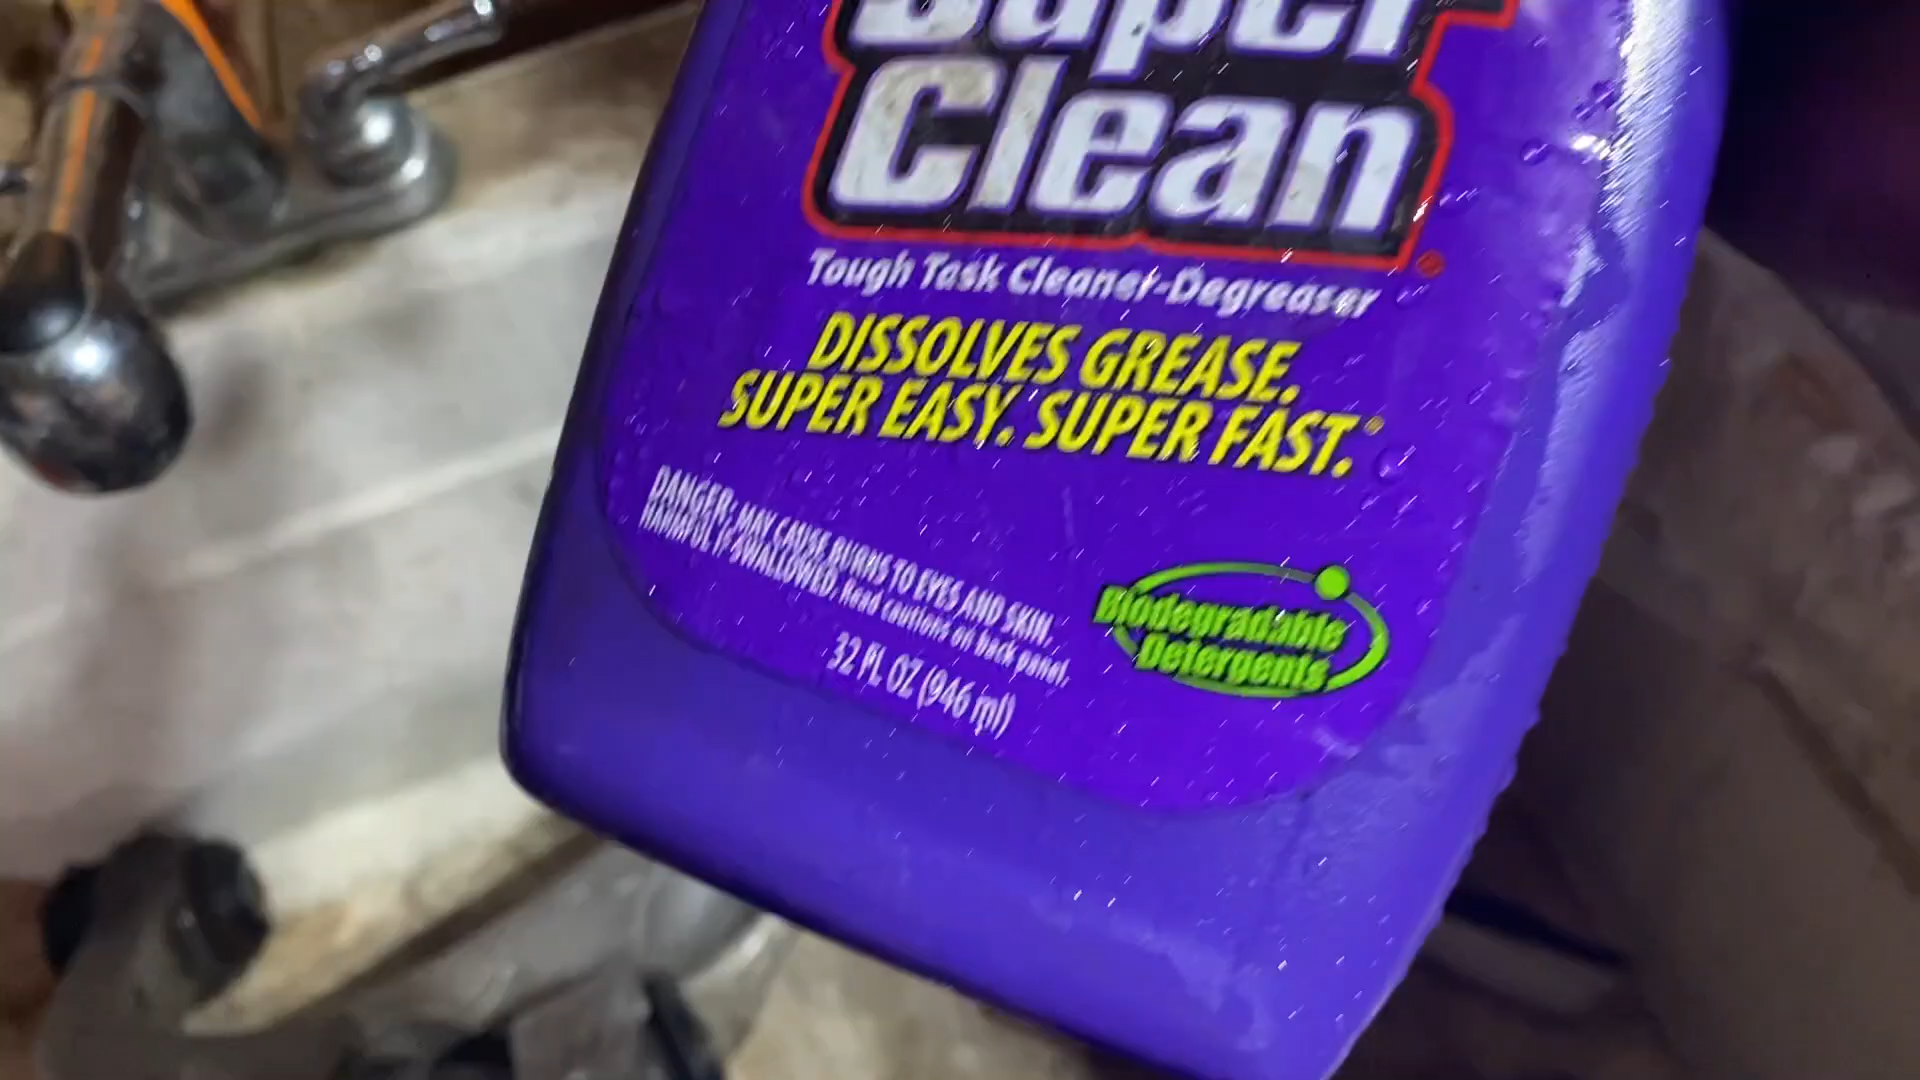 Super
Clean®
Tough Task Cleaner-Degreaser
DISSOLVES GREASE.
SUPER EASY. SUPER FAST.®
DANGER: MAY CAUSE BURNS TO EYES AND SKIN.
HARMFUL IF SWALLOWED. Read cautions on back panel.
32 FL OZ (946 ml)
Biodegradable
Detergents